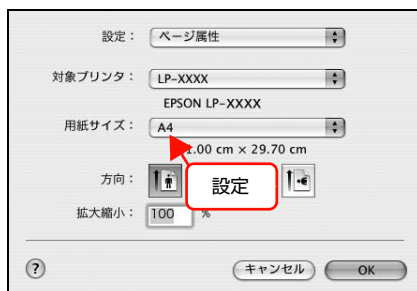 設定： ページ属性
対象プリンタ： LP-XXXX
EPSON LP-XXXX
用紙サイズ： A4
1.00 cm × 29.70 cm
方向： 設定
拡大縮小： 100 %
? キャンセル OK